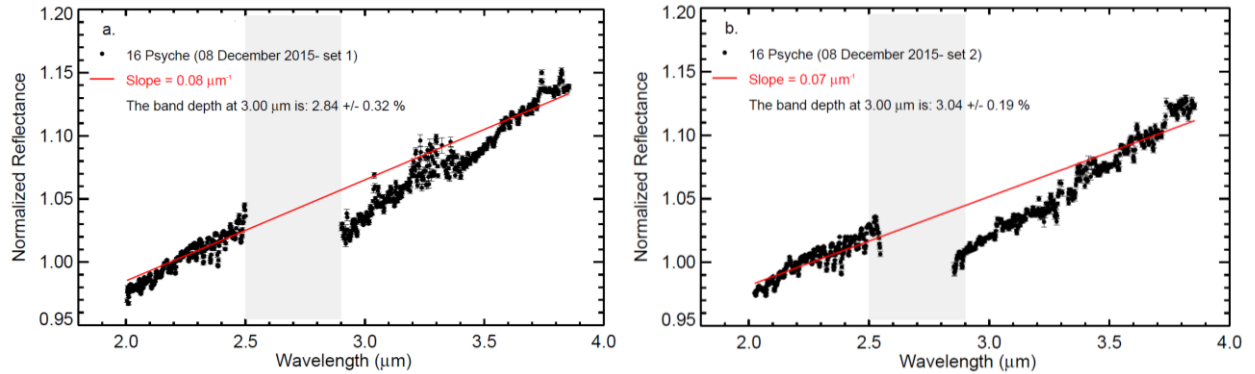 a.
16 Psyche (08 December 2015- set 1)
Slope = 0.08 μm⁻¹
The band depth at 3.00 μm is: 2.84 +/- 0.32 %
Normalized Reflectance
1.20
1.15
1.10
1.05
1.00
0.95
2.0 2.5 3.0 3.5 4.0
Wavelength (μm)
b.
16 Psyche (08 December 2015- set 2)
Slope = 0.07 μm⁻¹
The band depth at 3.00 μm is: 3.04 +/- 0.19 %
Normalized Reflectance
1.20
1.15
1.10
1.05
1.00
0.95
2.0 2.5 3.0 3.5 4.0
Wavelength (μm)